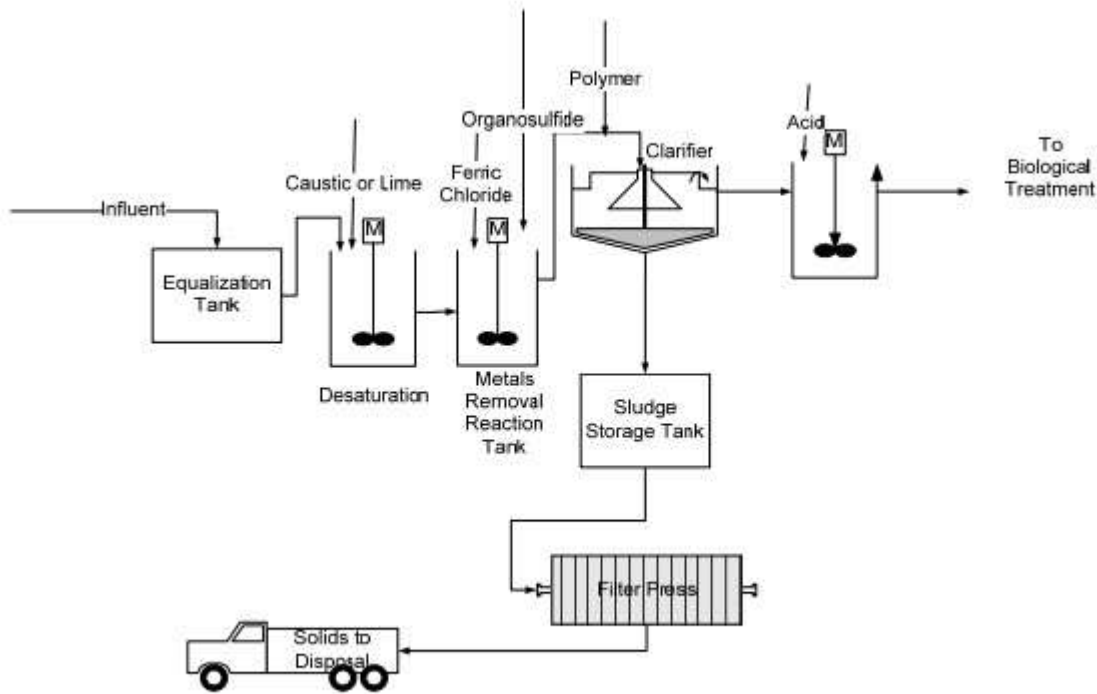 Polymer
Organosulfide
Acid
M
To
Biological
Treatment
Clarifier
Caustic or Lime
Ferric
Chloride
Influent
M
M
Equalization
Tank
Desaturation
Metals
Removal
Reaction
Tank
Sludge
Storage Tank
Filter Press
Solids to
Disposal